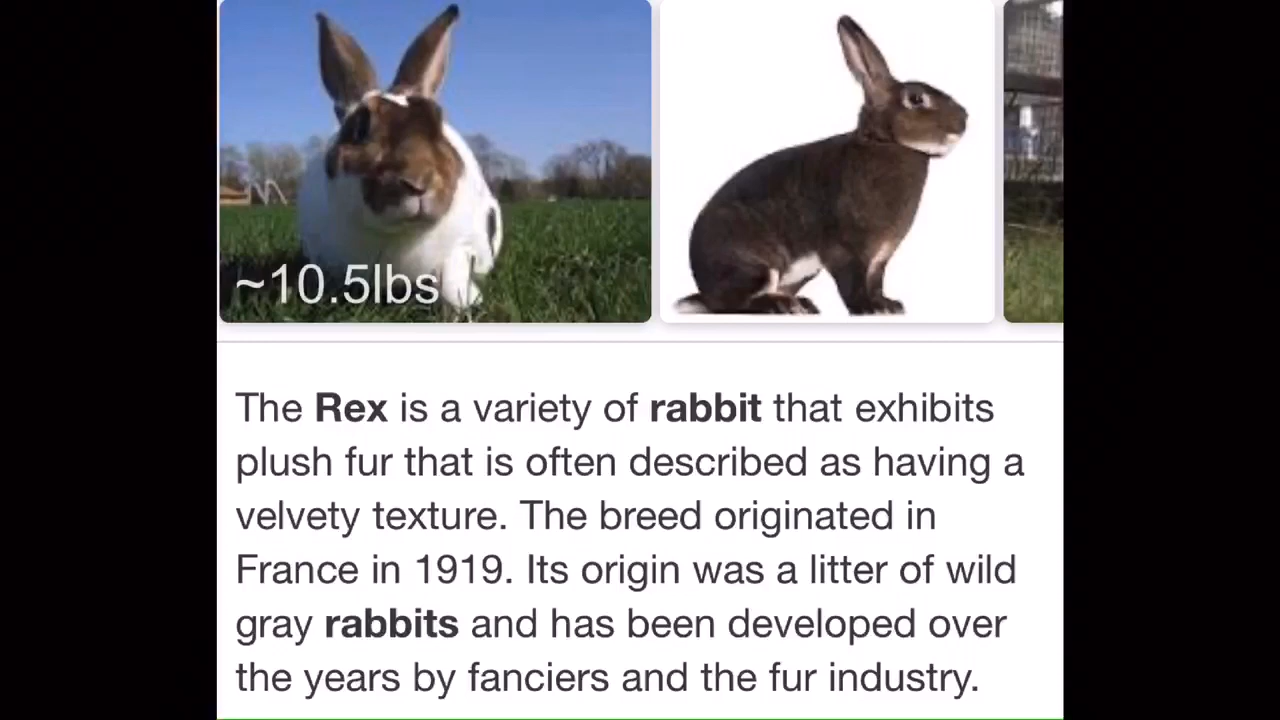 ~10.5lbs
The Rex is a variety of rabbit that exhibits
plush fur that is often described as having a
velvety texture. The breed originated in
France in 1919. Its origin was a litter of wild
gray rabbits and has been developed over
the years by fanciers and the fur industry.